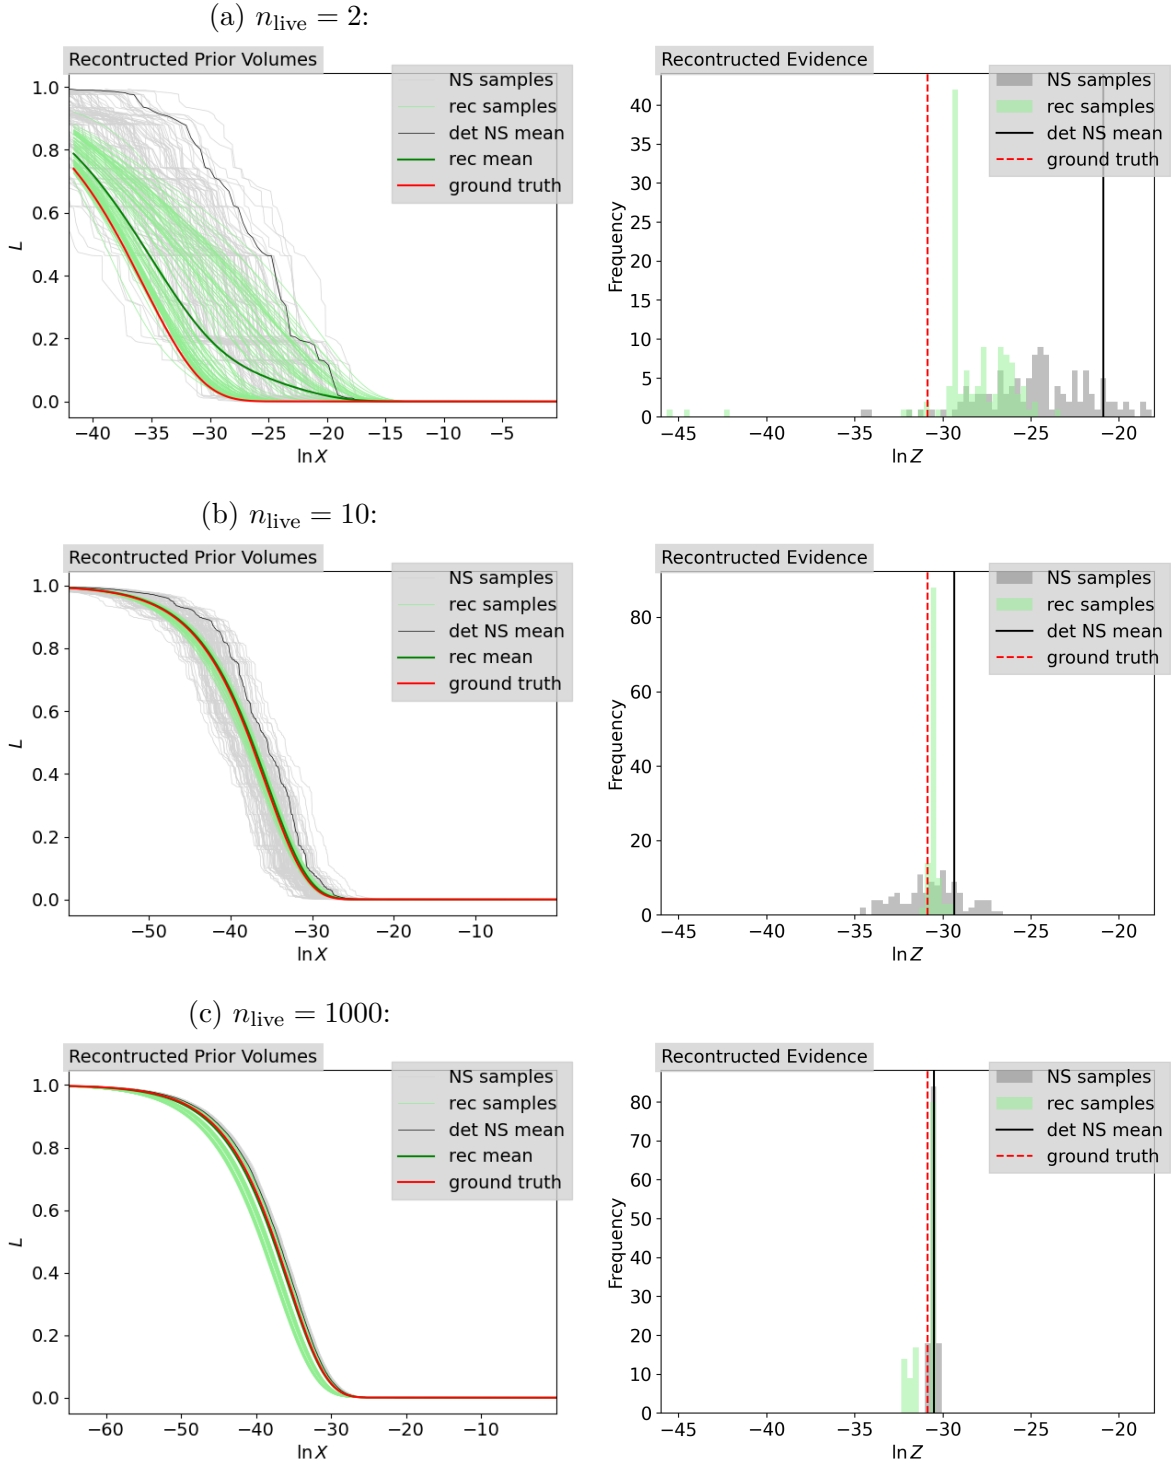 (a) n_live = 2:
Reconstructed Prior Volumes
NS samples
rec samples
det NS mean
rec mean
ground truth
1.0
0.8
0.6
0.4
0.2
0.0
L
−40 −35 −30 −25 −20 −15 −10 −5
ln X
Reconstructed Evidence
NS samples
rec samples
det NS mean
ground truth
40
35
30
25
20
15
10
5
0
Frequency
−45 −40 −35 −30 −25 −20
ln Z
(b) n_live = 10:
Reconstructed Prior Volumes
NS samples
rec samples
det NS mean
rec mean
ground truth
1.0
0.8
0.6
0.4
0.2
0.0
L
−50 −40 −30 −20 −10
ln X
Reconstructed Evidence
NS samples
rec samples
det NS mean
ground truth
80
60
40
20
0
Frequency
−45 −40 −35 −30 −25 −20
ln Z
(c) n_live = 1000:
Reconstructed Prior Volumes
NS samples
rec samples
det NS mean
rec mean
ground truth
1.0
0.8
0.6
0.4
0.2
0.0
L
−60 −50 −40 −30 −20 −10
ln X
Reconstructed Evidence
NS samples
rec samples
det NS mean
ground truth
80
70
60
50
40
30
20
10
0
Frequency
−45 −40 −35 −30 −25 −20
ln Z